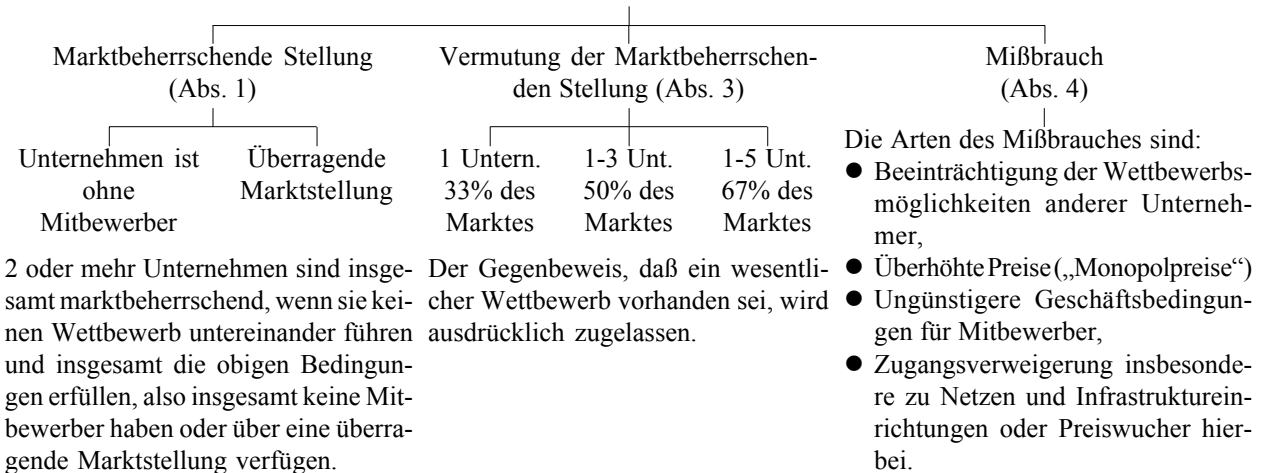 Marktbeherrschende Stellung
(Abs. 1)
Unternehmen ist
ohne
Mitbewerber
Überragende
Marktstellung
2 oder mehr Unternehmen sind insge-
samt marktbeherrschend, wenn sie kei-
nen Wettbewerb untereinander führen
und insgesamt die obigen Bedingun-
gen erfüllen, also insgesamt keine Mit-
bewerber haben oder über eine überra-
gende Marktstellung verfügen.
Vermutung der Marktbeherrschen-
den Stellung (Abs. 3)
1 Untern.
33% des
Marktes
1-3 Unt.
50% des
Marktes
1-5 Unt.
67% des
Marktes
Der Gegenbeweis, daß ein wesentli-
cher Wettbewerb vorhanden sei, wird
ausdrücklich zugelassen.
Mißbrauch
(Abs. 4)
Die Arten des Mißbrauches sind:
● Beeinträchtigung der Wettbewerbs-
möglichkeiten anderer Unterneh-
mer,
● Überhöhte Preise („Monopolpreise“)
● Ungünstigere Geschäftsbedingun-
gen für Mitbewerber,
● Zugangsverweigerung insbesonde-
re zu Netzen und Infrastrukturein-
richtungen oder Preiswucher hier-
bei.